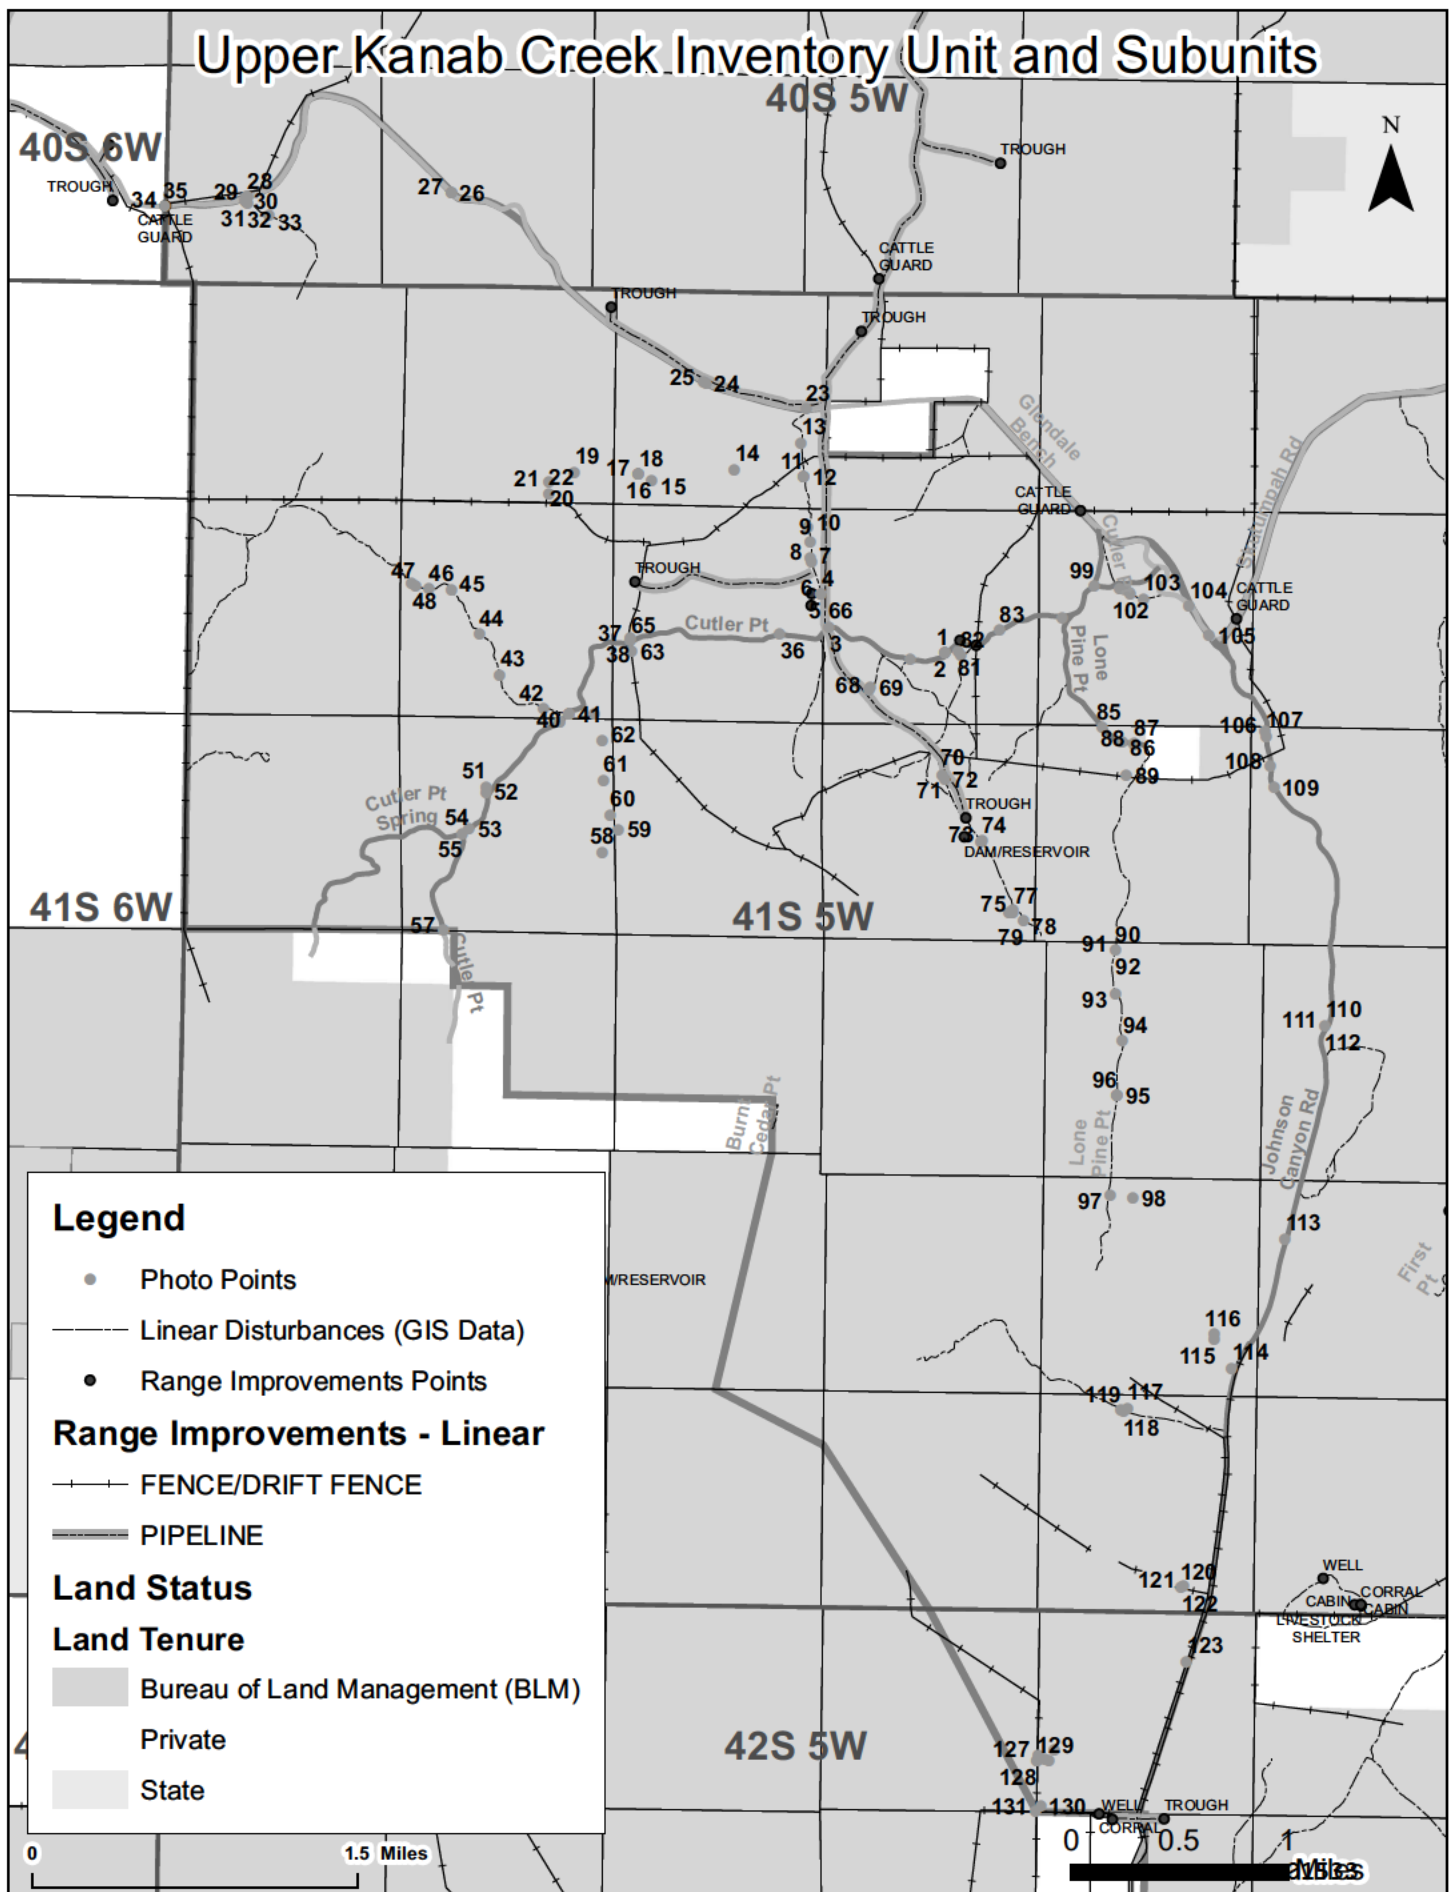 Upper Kanab Creek Inventory Unit and Subunits
40S 5W
N
40S 6W
TROUGH
TROUGH
28
35
29
27
26
34
30
CATTLE
GUARD
31
32
33
CATTLE
GUARD
TROUGH
TROUGH
25
24
23
Glendale
Bench
13
19
18
14
11
17
21
22
12
16
15
20
CATTLE
GUARD
Skutumpah Rd
9
10
8
7
TROUGH
47
46
45
48
4
6
5
66
99
103
104
CATTLE
GUARD
102
44
37
65
Cutler Pt
36
3
1
82
83
105
38
63
2
81
Lone
Pine Pt
43
68
69
42
40
41
85
87
106
107
62
88
86
108
51
61
70
89
52
71
72
109
Cutler Pt
Spring
60
TROUGH
54
53
58
59
73
74
55
DAM/RESERVOIR
41S 6W
41S 5W
75
77
57
79
78
90
91
Cutler
Pt
92
93
94
111
110
112
96
95
Burnt
Cedar Pt
Lone
Pine Pt
Johnson
Canyon Rd
97
98
113
First
Pt
M/RESERVOIR
116
115
114
119
117
118
121
120
122
WELL
CORRAL
CABIN
CABIN
LIVESTOCK
SHELTER
123
42S 5W
127
129
128
131
130
WELL
TROUGH
CORRAL
Legend
Photo Points
Linear Disturbances (GIS Data)
Range Improvements Points
Range Improvements - Linear
FENCE/DRIFT FENCE
PIPELINE
Land Status
Land Tenure
Bureau of Land Management (BLM)
Private
State
4
0
1.5 Miles
0
0.5
1
Miles